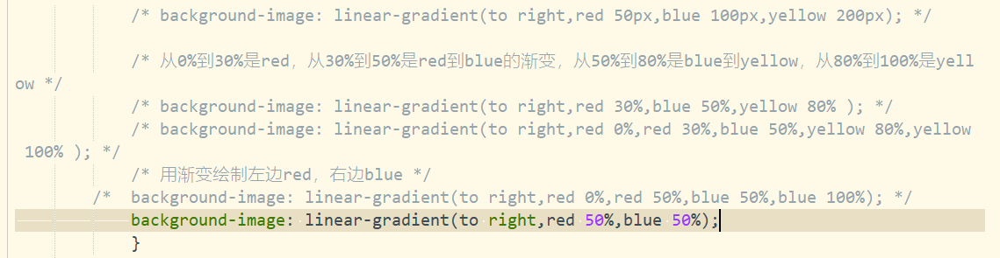 /* background-image: linear-gradient(to right,red 50px,blue 100px,yellow 200px); */
/* 从0%到30%是red，从30%到50%是red到blue的渐变，从50%到80%是blue到yellow，从80%到100%是yell
ow */
/* background-image: linear-gradient(to right,red 30%,blue 50%,yellow 80% ); */
/* background-image: linear-gradient(to right,red 0%,red 30%,blue 50%,yellow 80%,yellow
100% ); */
/* 用渐变绘制左边red，右边blue */
/*  background-image: linear-gradient(to right,red 0%,red 50%,blue 50%,blue 100%); */
background-image: linear-gradient(to right,red 50%,blue 50%);
}